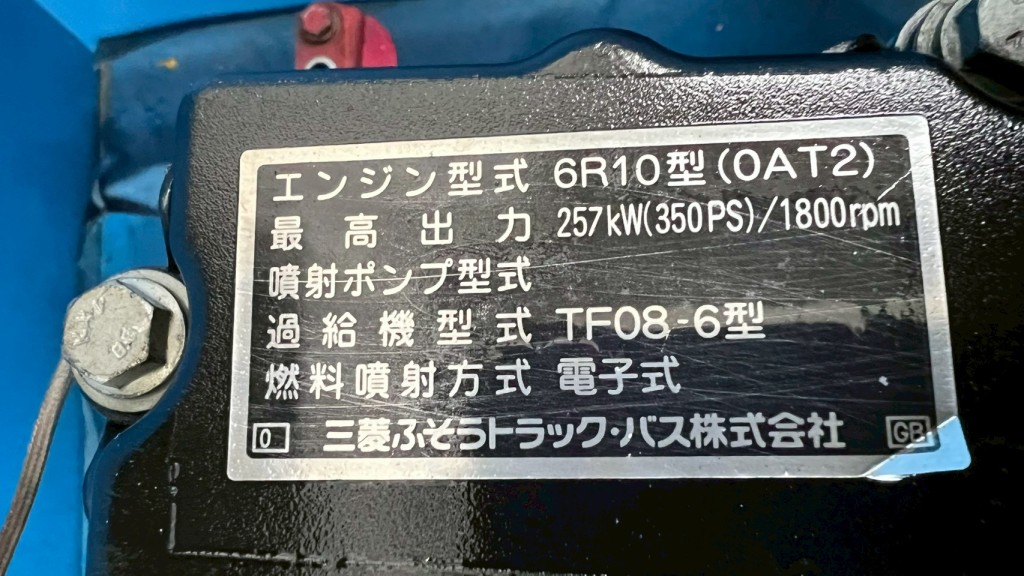 エンジン型式 6R10型(0AT2)
最高出力 257kW(350PS)/1800rpm
噴射ポンプ型式
過給機型式 TF08-6型
燃料噴射方式 電子式
0 三菱ふそうトラック・バス株式会社 GB